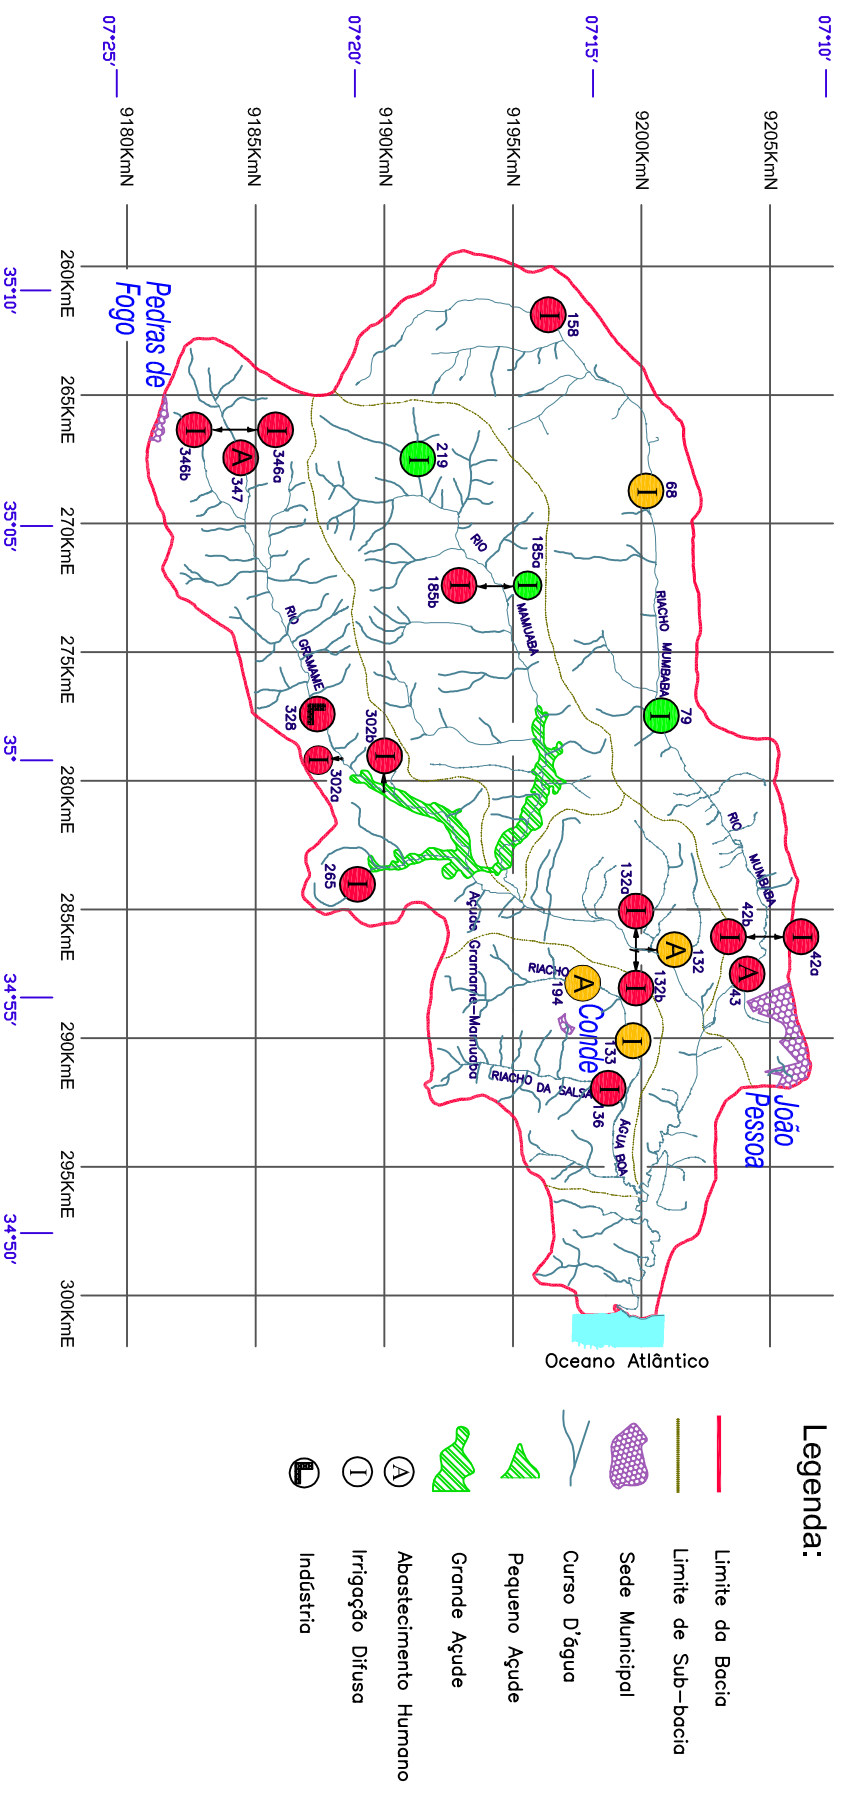 07°25'
07°20'
07°15'
07°10'
9180KmN
9185KmN
9190KmN
9195KmN
9200KmN
9205KmN
260KmE
265KmE
270KmE
275KmE
280KmE
285KmE
290KmE
295KmE
300KmE
35°10'
35°05'
35°
34°55'
34°50'
Pedras de
Fogo
João
Pessoa
Conde
I
158
I
68
I
79
I
219
I
185a
I
185b
I
346a
I
346b
A
347
L
328
I
302a
I
302b
I
265
I
132a
A
132
I
132b
I
133
I
136
A
194
I
42a
I
42b
A
43
RIO
MAMUABA
RIACHO MUMBABA
RIO
MUMBABA
RIO
GRAMAME
Açude Gramame-Mamuaba
RIACHO
RIACHO DA SALSA
ÁGUA BOA
Oceano Atlântico
Legenda:
Limite da Bacia
Limite de Sub-bacia
Sede Municipal
Curso D'água
Pequeno Açude
Grande Açude
A Abastecimento Humano
I Irrigação Difusa
L Indústria